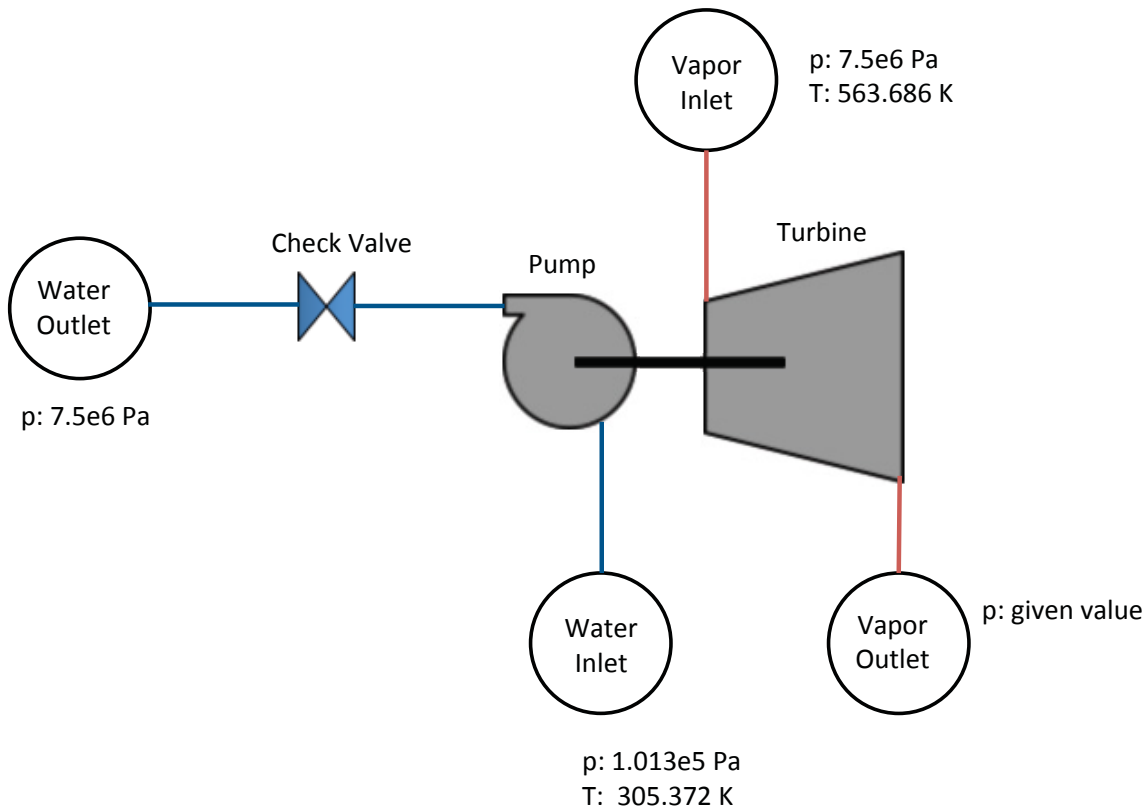 Vapor
Inlet
p: 7.5e6 Pa
T: 563.686 K
Turbine
Check Valve
Pump
Water
Outlet
p: 7.5e6 Pa
Water
Inlet
Vapor
Outlet
p: given value
p: 1.013e5 Pa
T: 305.372 K